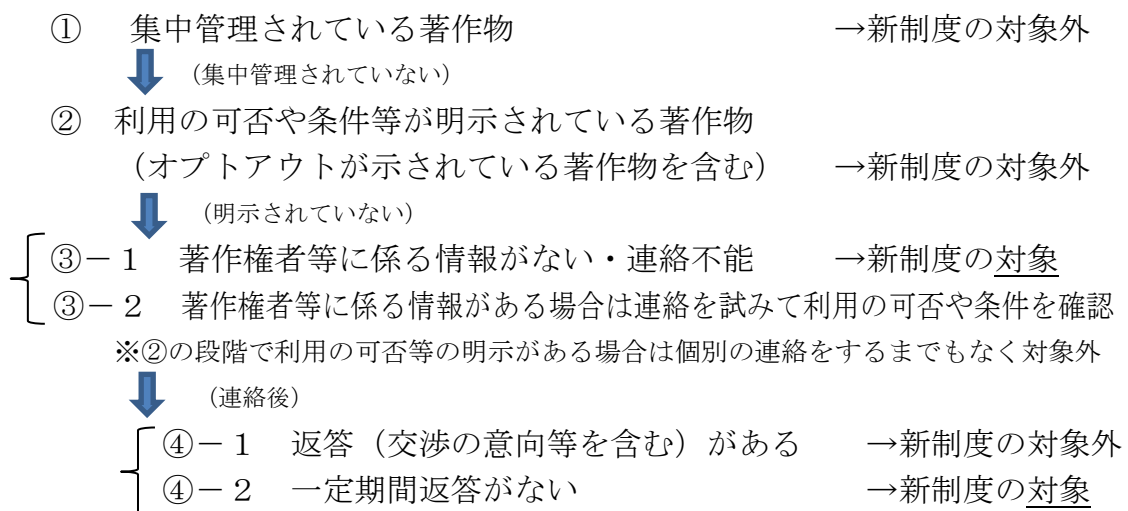 ① 集中管理されている著作物 →新制度の対象外
（集中管理されていない）
② 利用の可否や条件等が明示されている著作物
（オプトアウトが示されている著作物を含む） →新制度の対象外
（明示されていない）
③－１ 著作権者等に係る情報がない・連絡不能 →新制度の対象
③－２ 著作権者等に係る情報がある場合は連絡を試みて利用の可否や条件を確認
※②の段階で利用の可否等の明示がある場合は個別の連絡をするまでもなく対象外
（連絡後）
④－１ 返答（交渉の意向等を含む）がある →新制度の対象外
④－２ 一定期間返答がない →新制度の対象